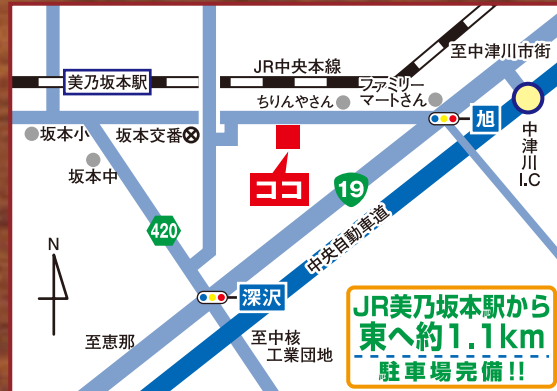 至中津川市街
JR中央本線
美乃坂本駅
ファミリー
マートさん
ちりんやさん
旭
坂本小
坂本交番
坂本中
中津川
I.C
ココ
19
420
中央自動車道
N
深沢
至恵那
至中核
工業団地
JR美乃坂本駅から
東へ約1.1km
駐車場完備!!